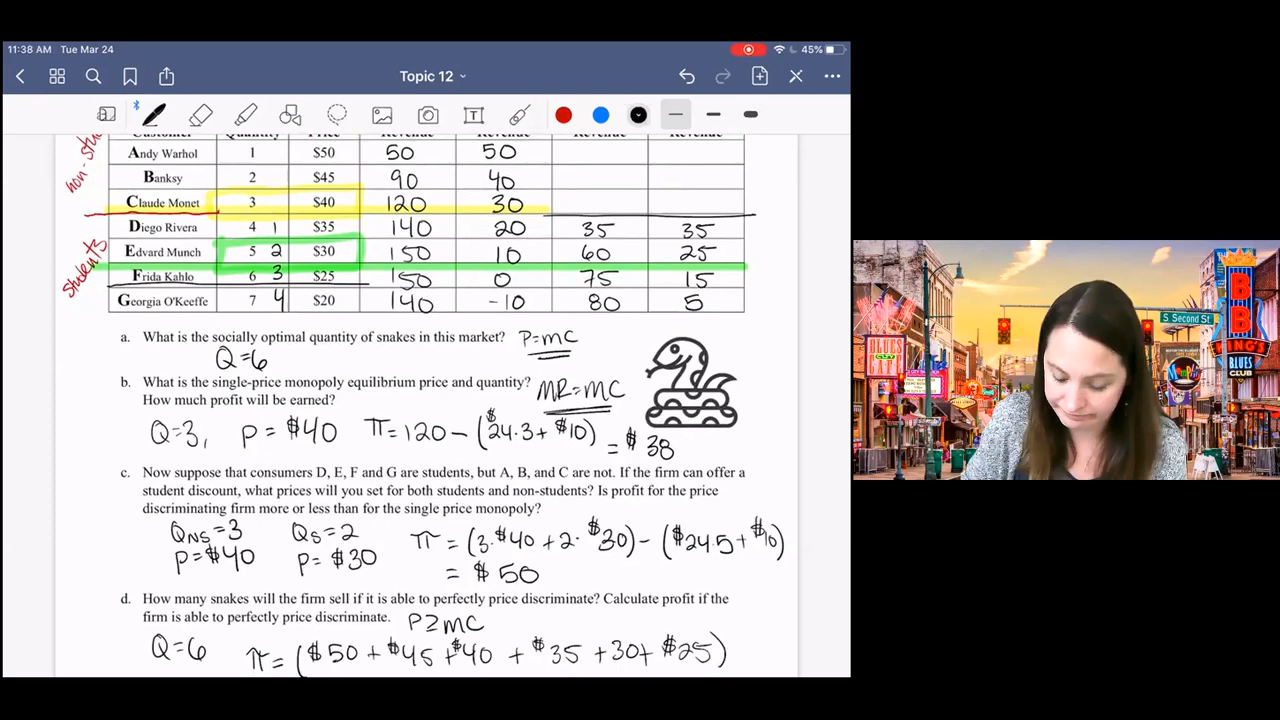 11:38 AM Tue Mar 24
45%
Topic 12
Customer Quantity Price Revenue Revenue Revenue Revenue
Andy Warhol 1 $50 50 50
Banksy 2 $45 90 40
Claude Monet 3 $40 120 30
Diego Rivera 4 1 $35 140 20 35 35
Edvard Munch 5 2 $30 150 10 60 25
Frida Kahlo 6 3 $25 150 0 75 15
Georgia O'Keeffe 7 4 $20 140 -10 80 5
students
a. What is the socially optimal quantity of snakes in this market? P=MC
Q=6
b. What is the single-price monopoly equilibrium price and quantity? MR=MC
How much profit will be earned?
Q=3, P=$40 π=120-($24·3+$10)
=$38
c. Now suppose that consumers D, E, F and G are students, but A, B, and C are not. If the firm can offer a
student discount, what prices will you set for both students and non-students? Is profit for the price
discriminating firm more or less than for the single price monopoly?
QNS=3 QS=2 π=(3·$40+2·$30)-($24·5+$10)
P=$40 P=$30
=$50
d. How many snakes will the firm sell if it is able to perfectly price discriminate? Calculate profit if the
firm is able to perfectly price discriminate. P≥MC
Q=6 π=($50+$45+$40+$35+30+$25)
S. Second St.
BLUES
CAFE
Memphis
B
B
KING'S
BLUES
CLUB